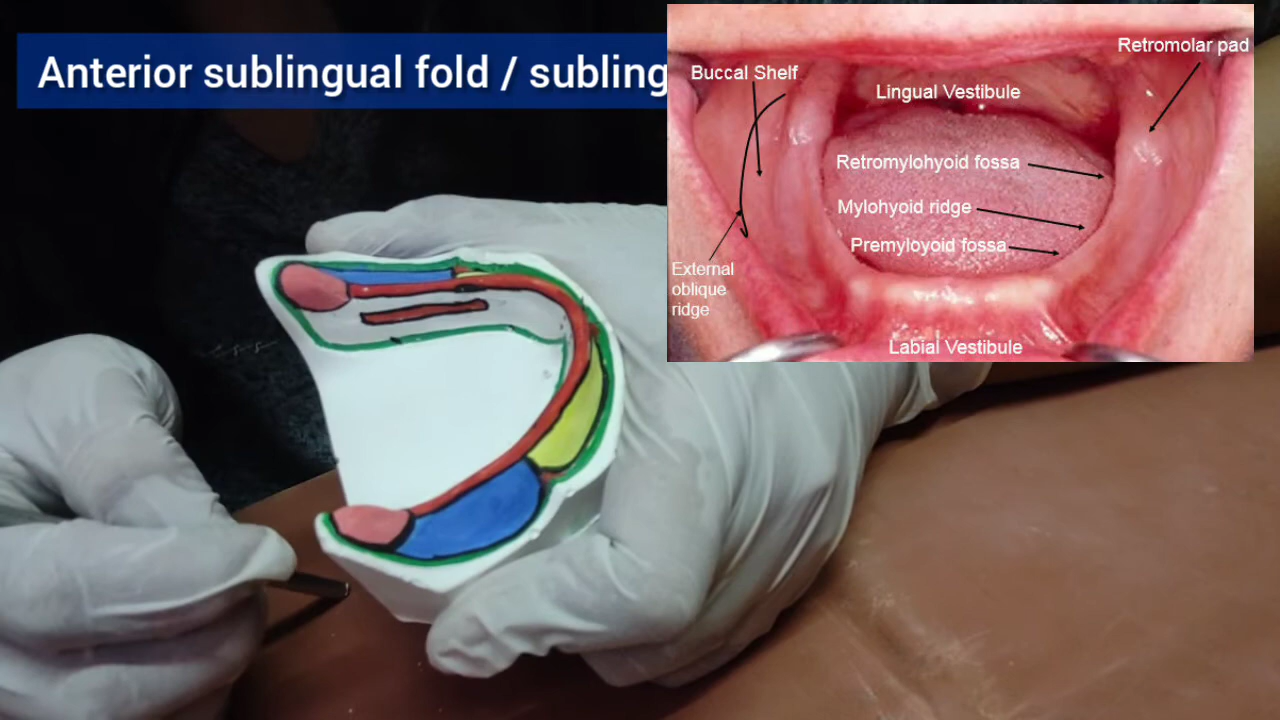 Anterior sublingual fold / subling
Retromolar pad
Buccal Shelf
Lingual Vestibule
Retromylohyoid fossa
Mylohyoid ridge
Premyloyoid fossa
External
oblique
ridge
Labial Vestibule